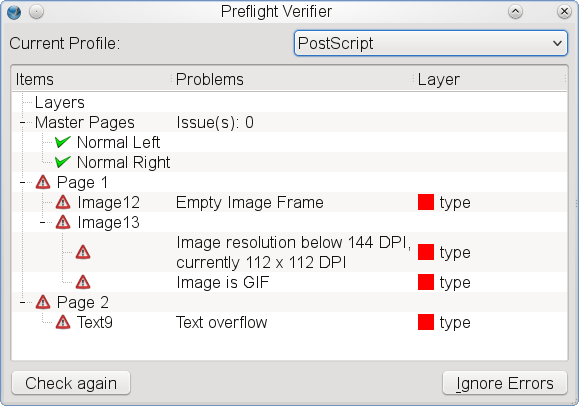 Preflight Verifier
Current Profile: PostScript
Items Problems Layer
Layers
Master Pages Issue(s): 0
Normal Left
Normal Right
Page 1
Image12 Empty Image Frame type
Image13
Image resolution below 144 DPI,
currently 112 x 112 DPI type
Image is GIF type
Page 2
Text9 Text overflow type
Check again Ignore Errors